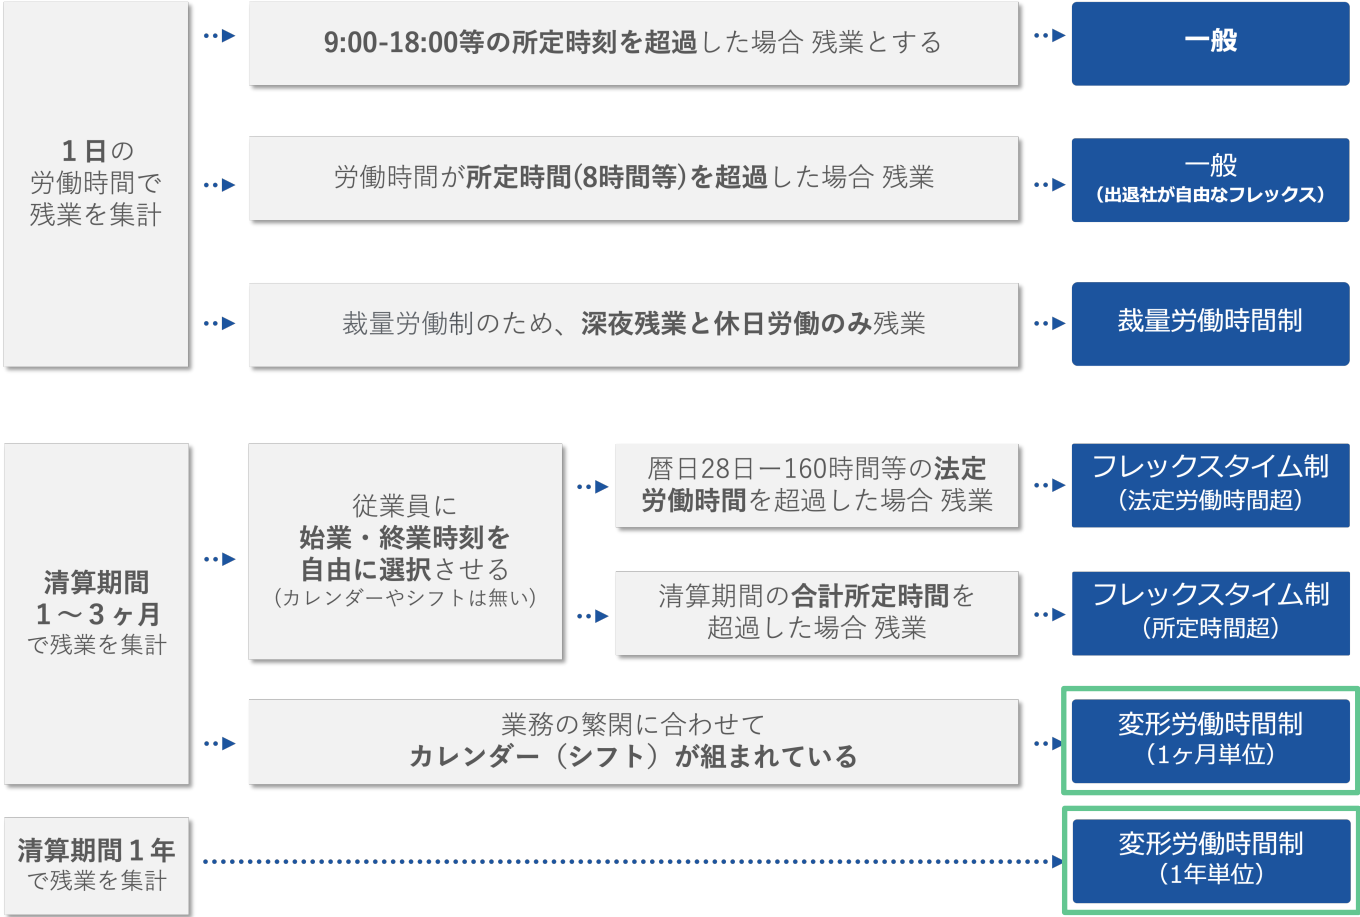 １日の
労働時間で
残業を集計
9:00-18:00等の所定時刻を超過した場合 残業とする
一般
労働時間が所定時間(8時間等)を超過した場合 残業
一般
（出退社が自由なフレックス）
裁量労働制のため、深夜残業と休日労働のみ残業
裁量労働時間制
清算期間
１〜３ヶ月
で残業を集計
従業員に
始業・終業時刻を
自由に選択させる
（カレンダーやシフトは無い）
暦日28日ー160時間等の法定
労働時間を超過した場合 残業
フレックスタイム制
（法定労働時間超）
清算期間の合計所定時間を
超過した場合 残業
フレックスタイム制
（所定時間超）
業務の繁閑に合わせて
カレンダー（シフト）が組まれている
変形労働時間制
（1ヶ月単位）
清算期間１年
で残業を集計
変形労働時間制
（1年単位）